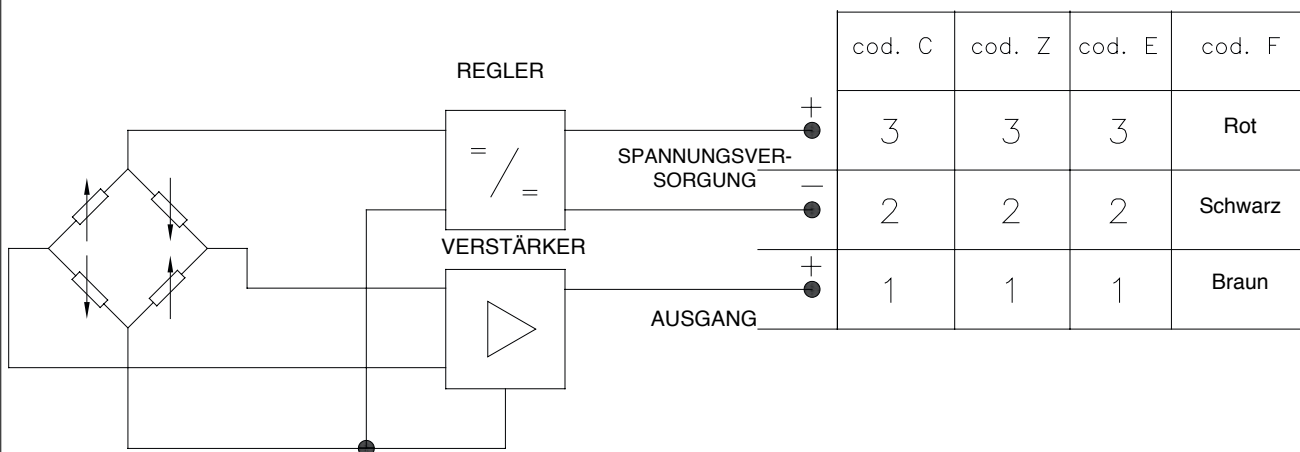 REGLER
cod. C cod. Z cod. E cod. F
+ 3 3 3 Rot
SPANNUNGSVER-
SORGUNG
− 2 2 2 Schwarz
VERSTÄRKER
+ 1 1 1 Braun
AUSGANG
= / =